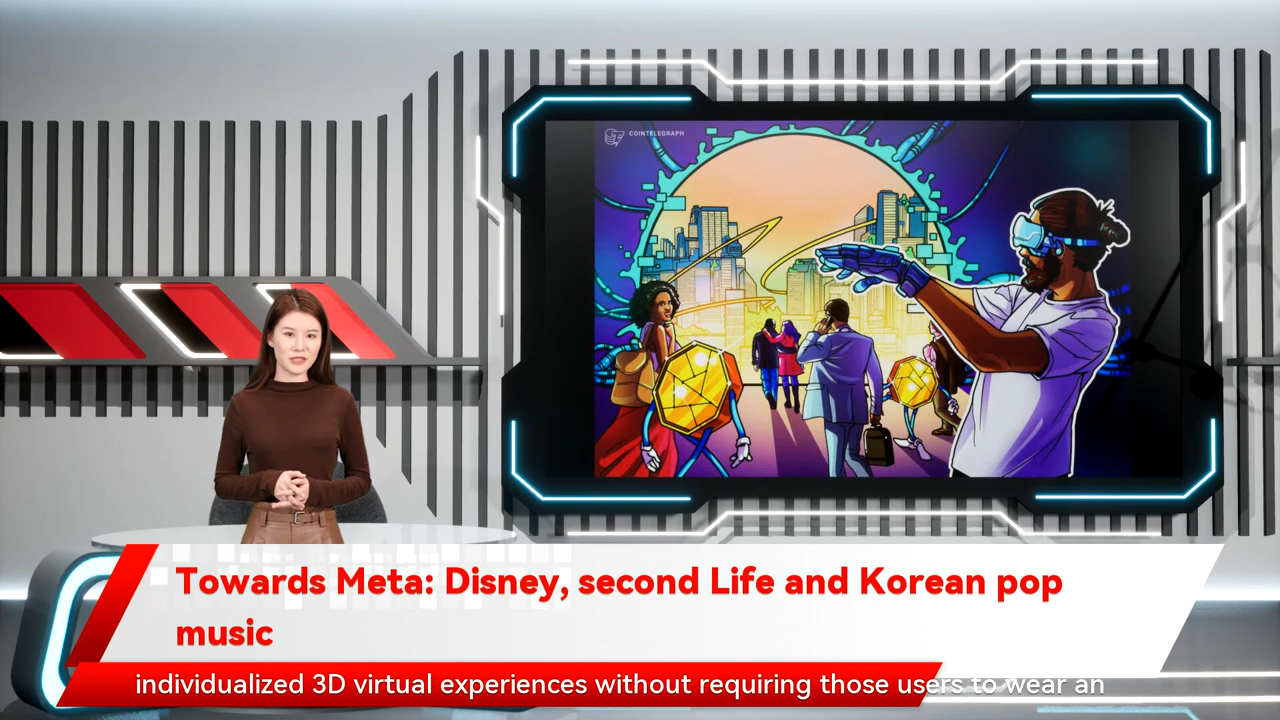 COINTELEGRAPH
Towards Meta: Disney, second Life and Korean pop
music
individualized 3D virtual experiences without requiring those users to wear an